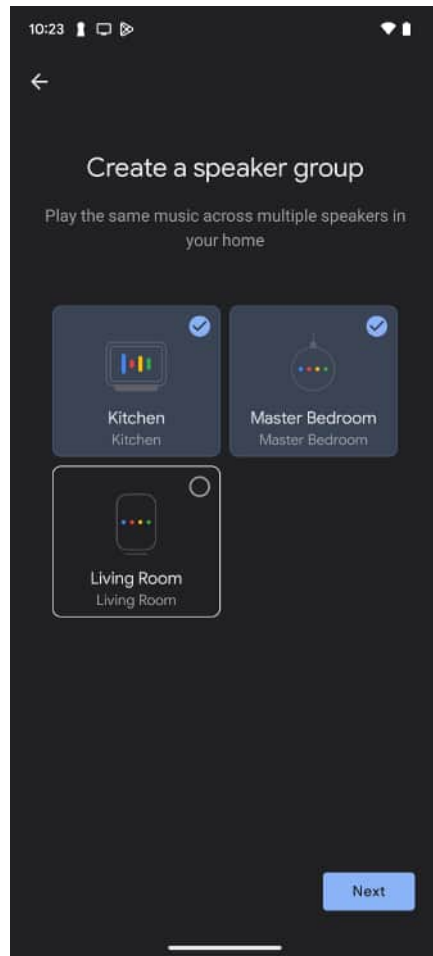 10:23
Create a speaker group
Play the same music across multiple speakers in
your home
Kitchen
Kitchen
Master Bedroom
Master Bedroom
Living Room
Living Room
Next